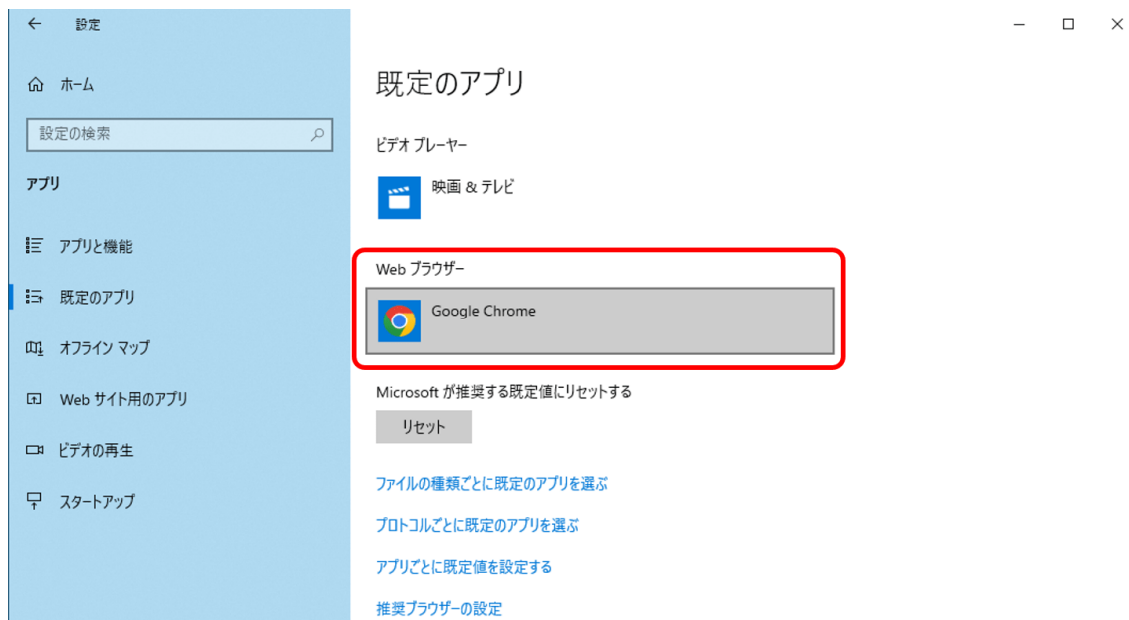 設定
ホーム
設定の検索
アプリ
アプリと機能
既定のアプリ
オフライン マップ
Web サイト用のアプリ
ビデオの再生
スタートアップ
既定のアプリ
ビデオ プレーヤー
映画 & テレビ
Web ブラウザー
Google Chrome
Microsoft が推奨する既定値にリセットする
リセット
ファイルの種類ごとに既定のアプリを選ぶ
プロトコルごとに既定のアプリを選ぶ
アプリごとに既定値を設定する
推奨ブラウザーの設定